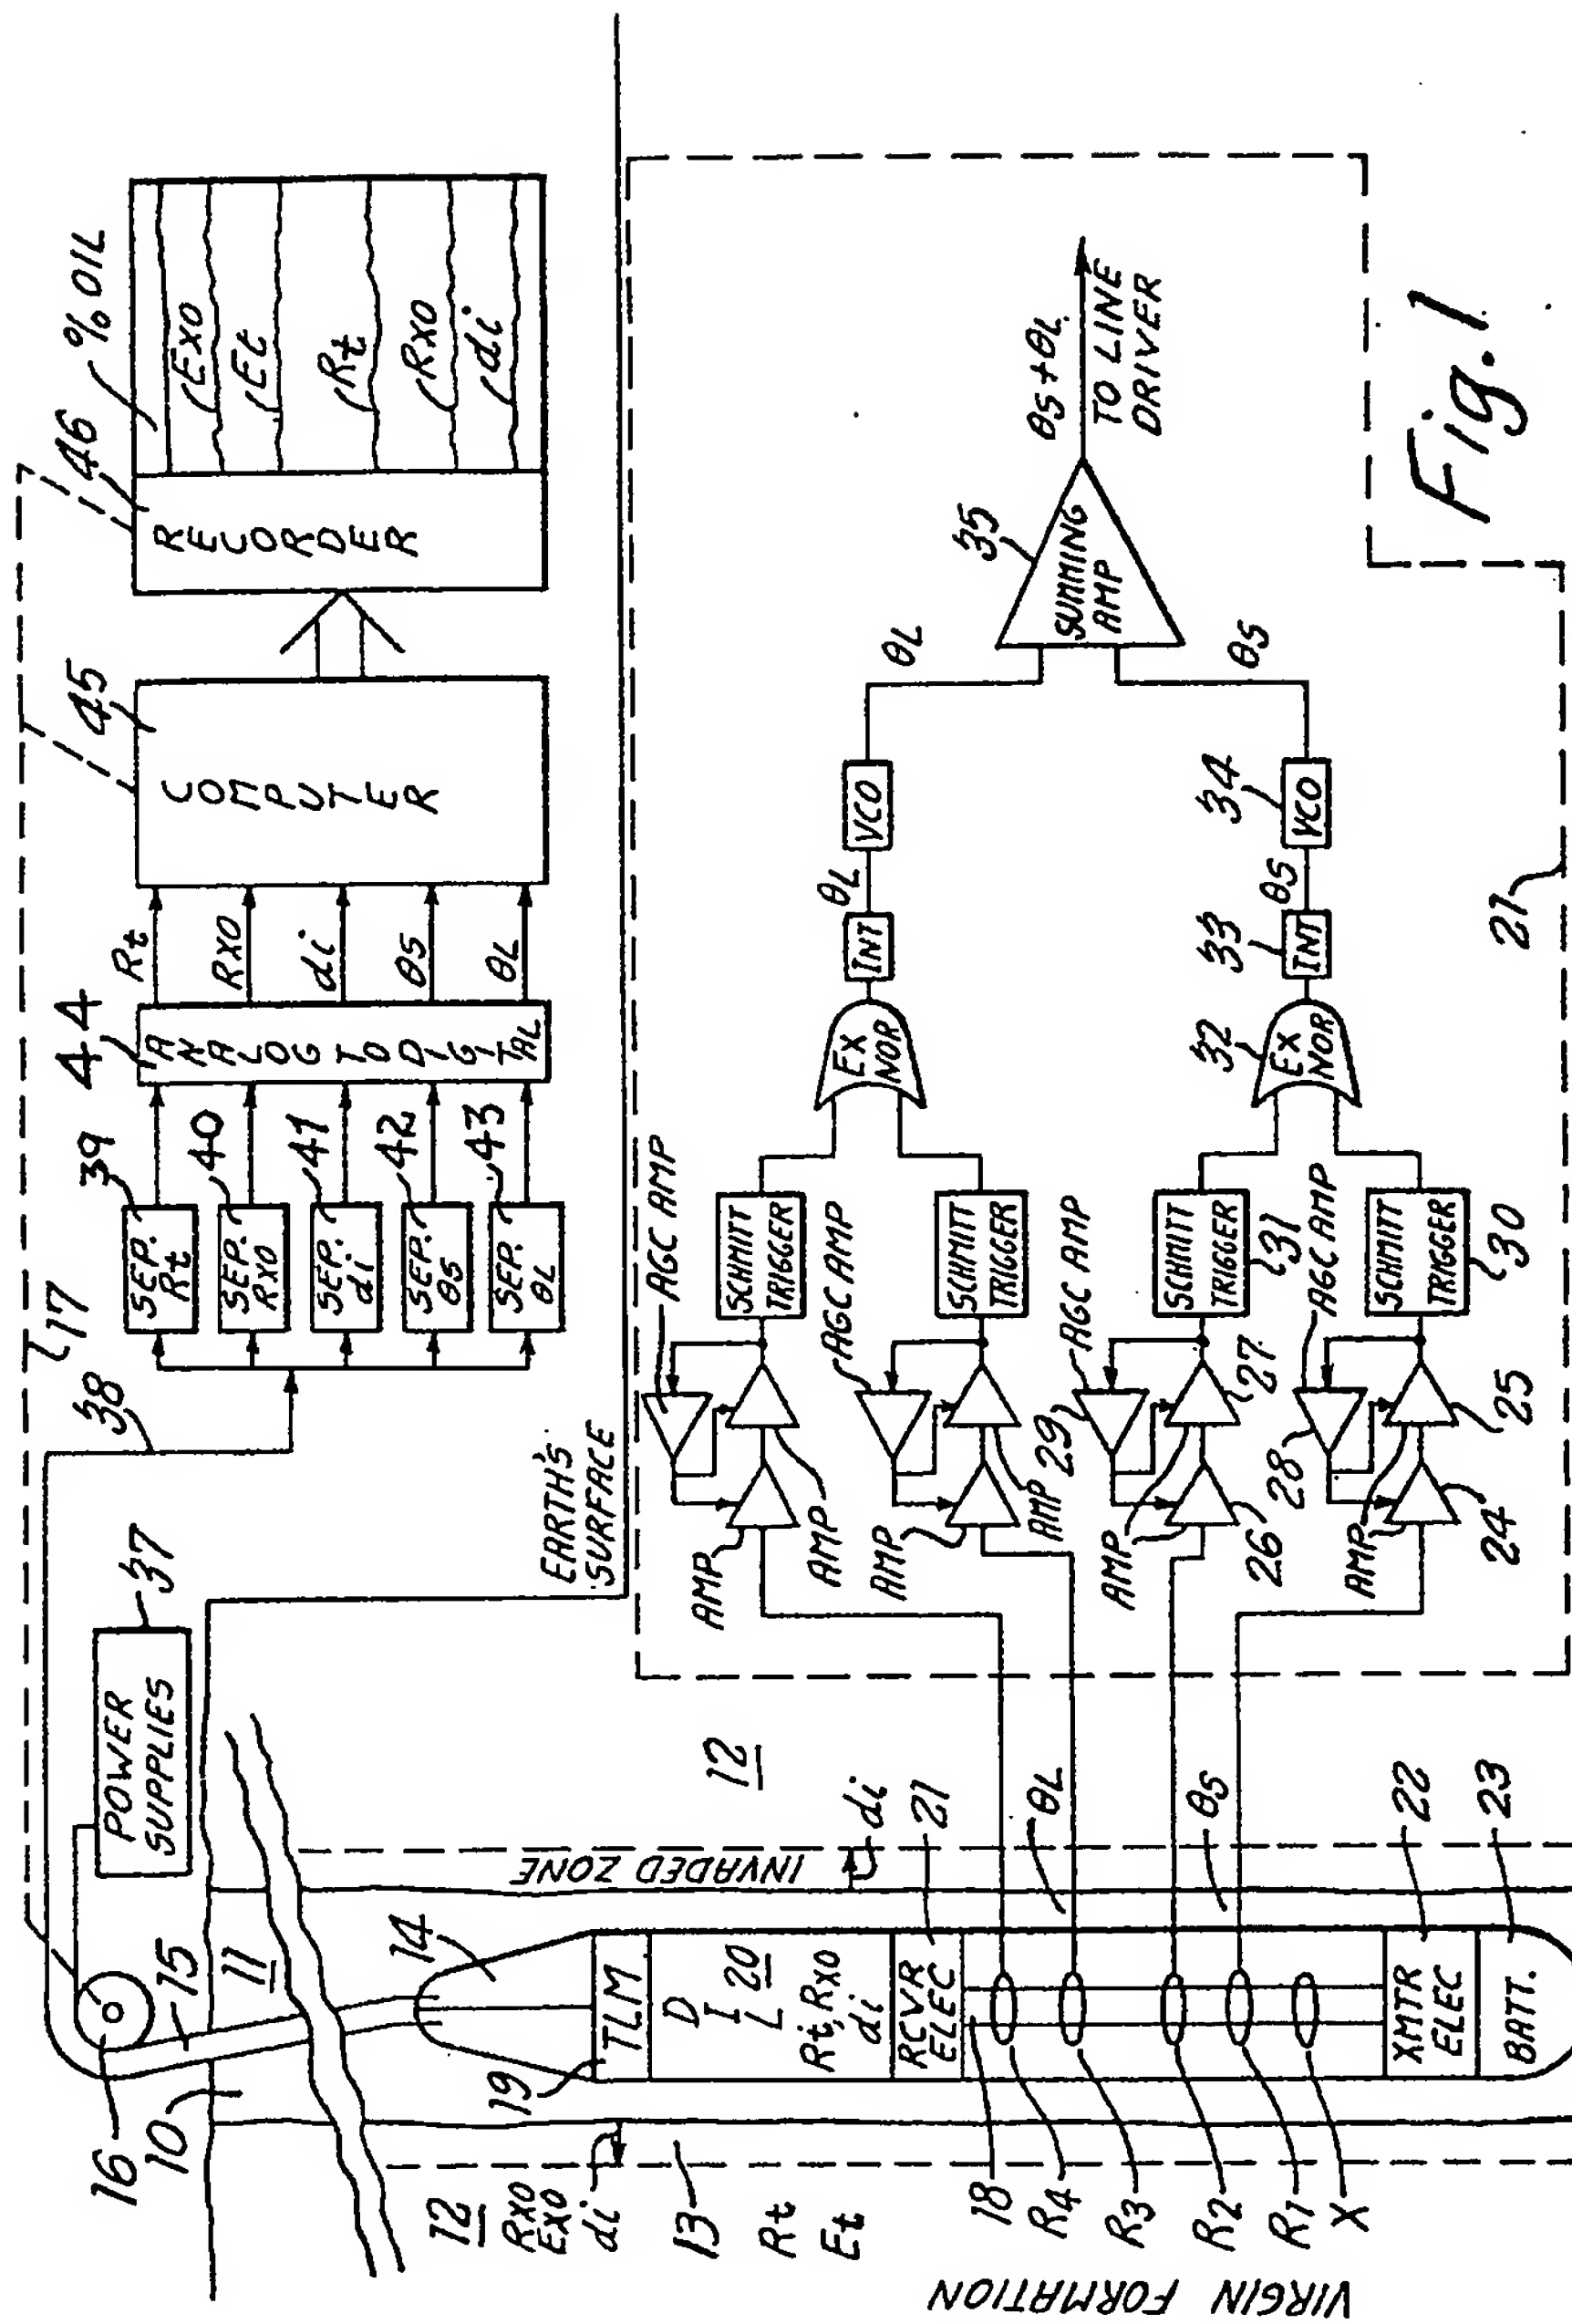 17
38
39
40
41
42
43
44
45
46
% OIL
SEP. Rt
SEP. Rxo
SEP. di
SEP. θS
SEP. θL
ANALOG TO DIGITAL
Rt
Rxo
di
θS
θL
COMPUTER
RECORDER
Exo
Et
Rt
Rxo
di
POWER
SUPPLIES
37
EARTH'S
SURFACE
16
15
10
11
14
19
TLM
DIL 20
Rt, Rxo
di
RCVR
ELEC
XMTR
ELEC
BATT.
INVADED ZONE
12
di
21
θL
θS
22
23
12
Rxo
Exo
di
13
Rt
Et
VIRGIN FORMATION
18
R4
R3
R2
R1
X
AMP
AMP
AGC AMP
SCHMITT
TRIGGER
AMP
AMP
AGC AMP
SCHMITT
TRIGGER
EX
NOR
INT
θL
VCO
θL
AMP
26
27
29
AGC AMP
SCHMITT
TRIGGER
31
AMP
24
25
28
AGC AMP
SCHMITT
TRIGGER
30
EX
NOR
32
INT
33
θS
VCO
34
θS
SUMMING
AMP
35
θS+θL
TO LINE
DRIVER
21
Fig. 1